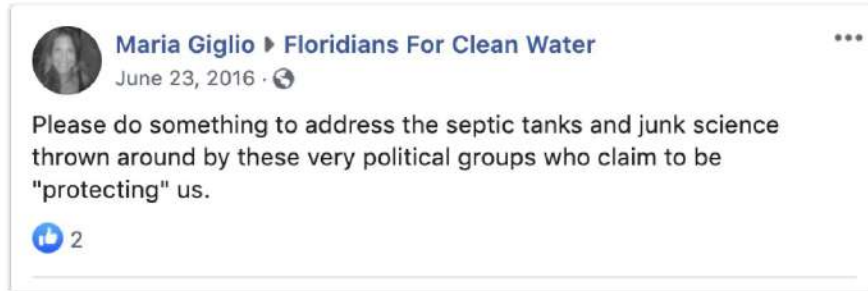 Maria Giglio ▸ Floridians For Clean Water
June 23, 2016 ·
Please do something to address the septic tanks and junk science
thrown around by these very political groups who claim to be
"protecting" us.
2